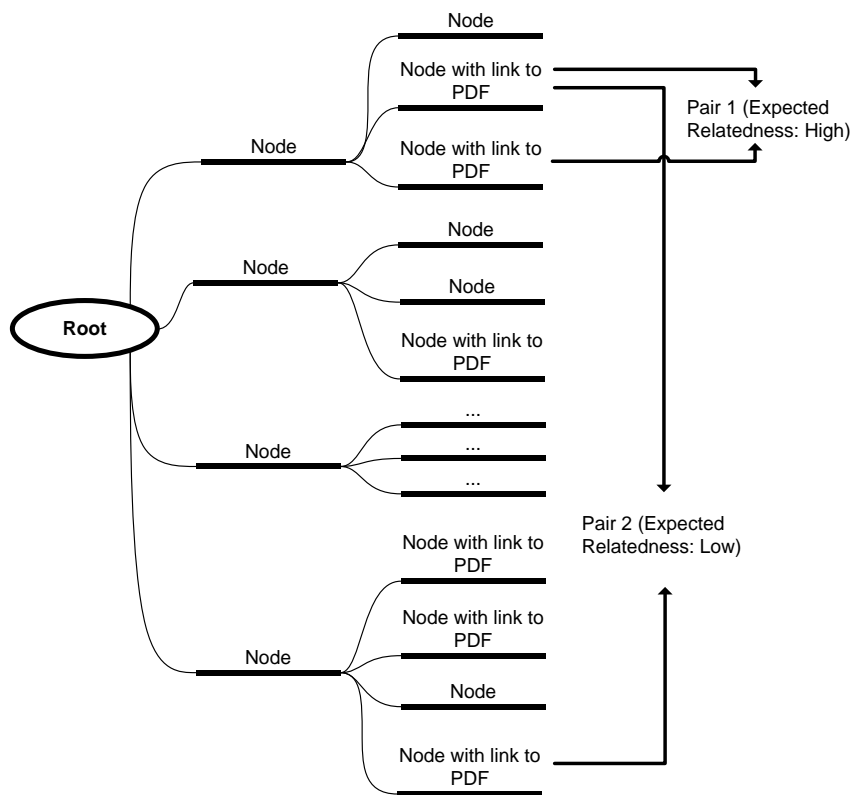 Node
Node with link to
PDF
Pair 1 (Expected
Relatedness: High)
Node
Node with link to
PDF
Node
Node
Node
Root
Node with link to
PDF
...
Node
...
...
Pair 2 (Expected
Relatedness: Low)
Node with link to
PDF
Node with link to
PDF
Node
Node
Node with link to
PDF